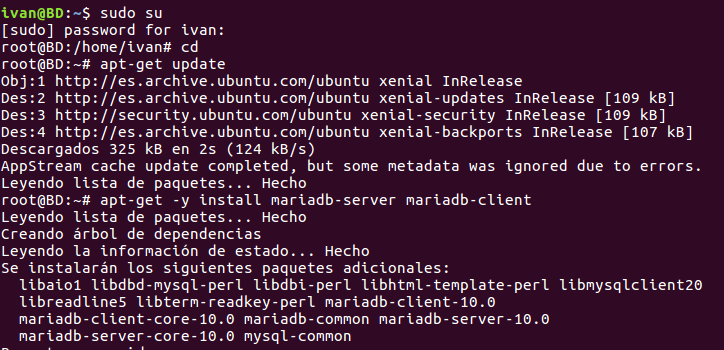 ivan@BD:~$ sudo su
[sudo] password for ivan:
root@BD:/home/ivan# cd
root@BD:~# apt-get update
Obj:1 http://es.archive.ubuntu.com/ubuntu xenial InRelease
Des:2 http://es.archive.ubuntu.com/ubuntu xenial-updates InRelease [109 kB]
Des:3 http://security.ubuntu.com/ubuntu xenial-security InRelease [109 kB]
Des:4 http://es.archive.ubuntu.com/ubuntu xenial-backports InRelease [107 kB]
Descargados 325 kB en 2s (124 kB/s)
AppStream cache update completed, but some metadata was ignored due to errors.
Leyendo lista de paquetes... Hecho
root@BD:~# apt-get -y install mariadb-server mariadb-client
Leyendo lista de paquetes... Hecho
Creando árbol de dependencias
Leyendo la información de estado... Hecho
Se instalarán los siguientes paquetes adicionales:
  libaio1 libdbd-mysql-perl libdbi-perl libhtml-template-perl libmysqlclient20
  libreadline5 libterm-readkey-perl mariadb-client-10.0
  mariadb-client-core-10.0 mariadb-common mariadb-server-10.0
  mariadb-server-core-10.0 mysql-common